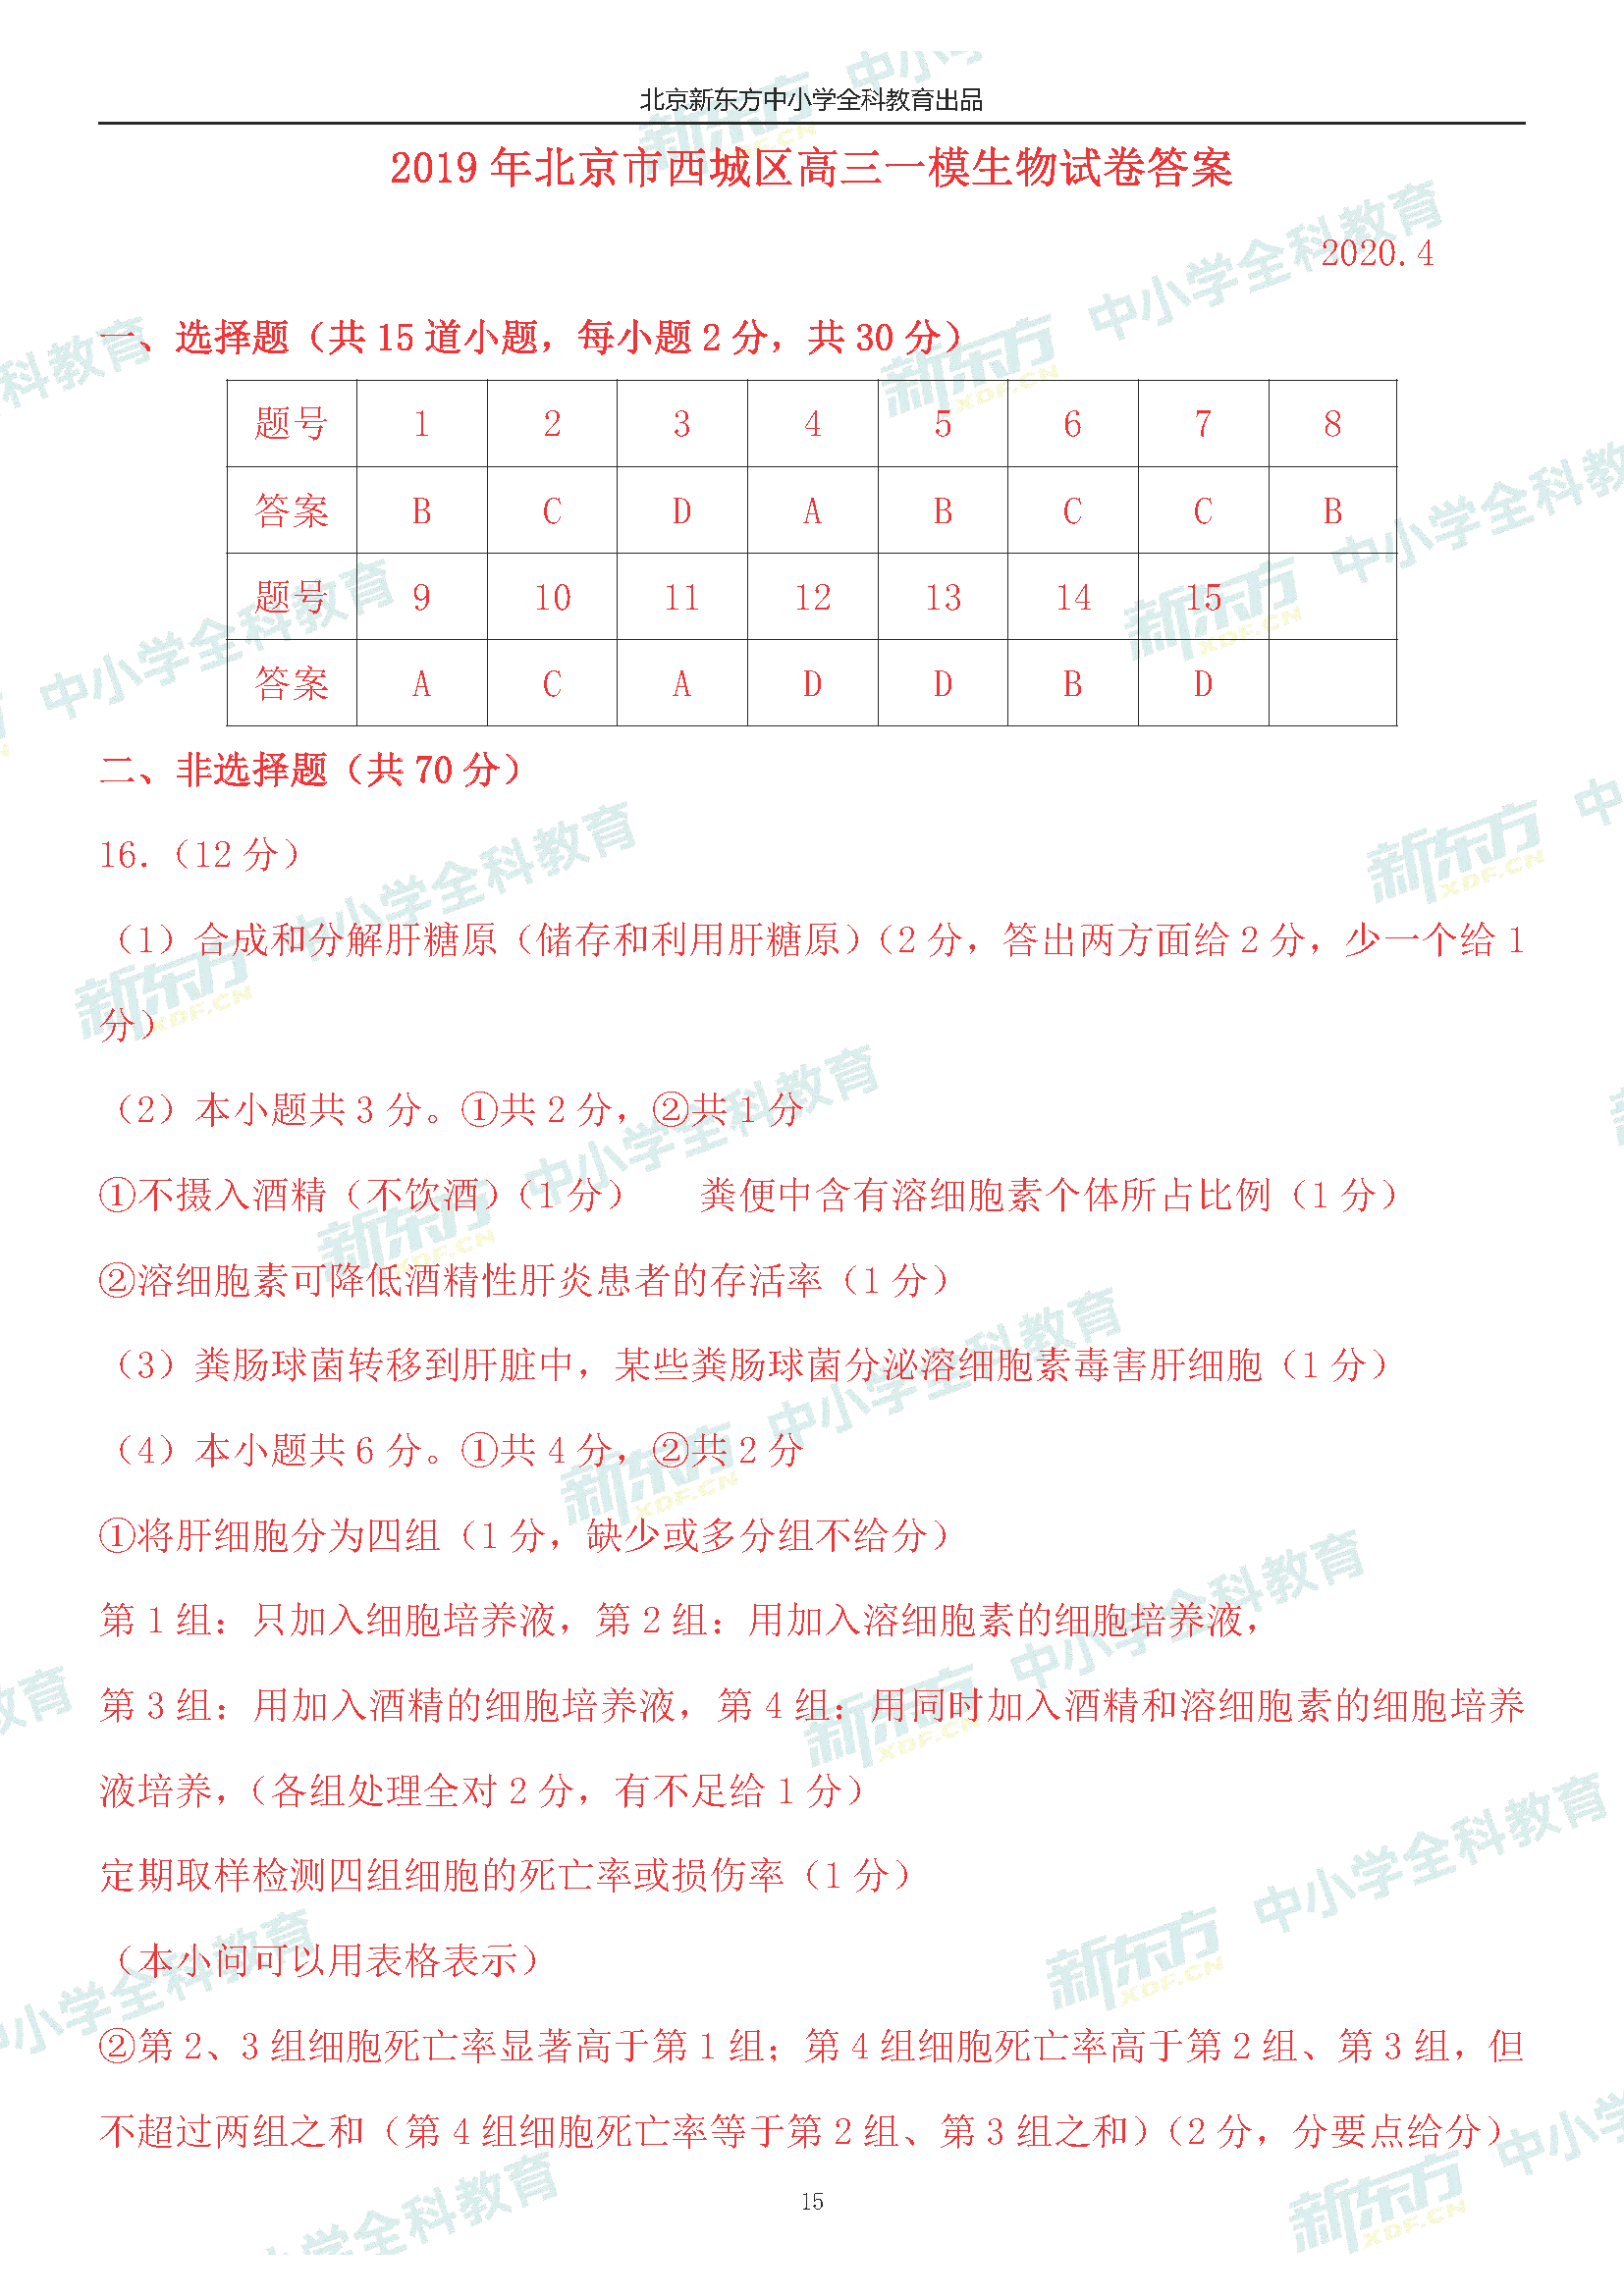 北京新东方中小学全科教育出品
2019 年北京市西城区高三一模生物试卷答案
2020.4
一、选择题（共 15 道小题，每小题 2 分，共 30 分）
题号 1 2 3 4 5 6 7 8
答案 B C D A B C C B
题号 9 10 11 12 13 14 15
答案 A C A D D B D
二、非选择题（共 70 分）
16.（12 分）
（1）合成和分解肝糖原（储存和利用肝糖原）（2 分，答出两方面给 2 分，少一个给 1
分）
（2）本小题共 3 分。①共 2 分，②共 1 分
①不摄入酒精（不饮酒）（1 分） 粪便中含有溶细胞素个体所占比例（1 分）
②溶细胞素可降低酒精性肝炎患者的存活率（1 分）
（3）粪肠球菌转移到肝脏中，某些粪肠球菌分泌溶细胞素毒害肝细胞（1 分）
（4）本小题共 6 分。①共 4 分，②共 2 分
①将肝细胞分为四组（1 分，缺少或多分组不给分）
第 1 组：只加入细胞培养液，第 2 组：用加入溶细胞素的细胞培养液，
第 3 组：用加入酒精的细胞培养液，第 4 组：用同时加入酒精和溶细胞素的细胞培养
液培养，（各组处理全对 2 分，有不足给 1 分）
定期取样检测四组细胞的死亡率或损伤率（1 分）
（本小问可以用表格表示）
②第 2、3 组细胞死亡率显著高于第 1 组；第 4 组细胞死亡率高于第 2 组、第 3 组，但
不超过两组之和（第 4 组细胞死亡率等于第 2 组、第 3 组之和）（2 分，分要点给分）
15